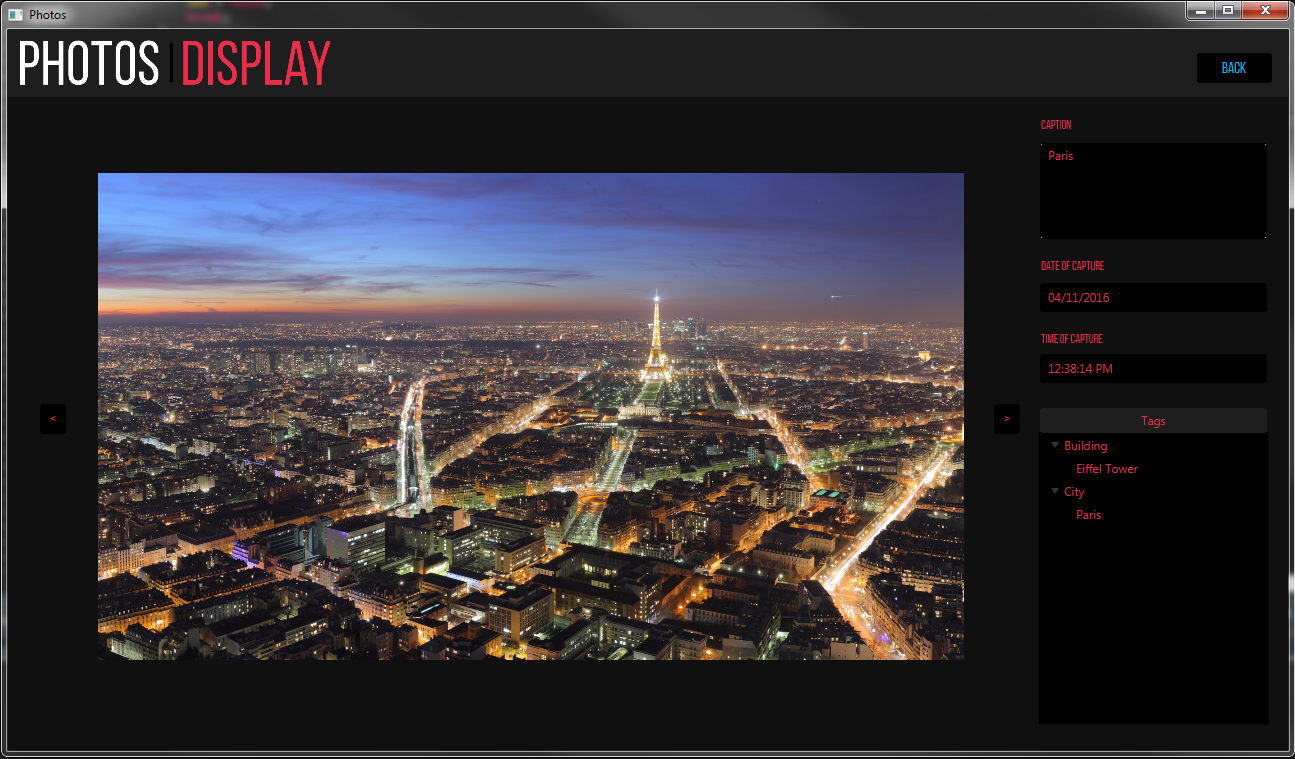 Photos
PHOTOS | DISPLAY
BACK
CAPTION
Paris
DATE OF CAPTURE
04/11/2016
TIME OF CAPTURE
12:38:14 PM
<
>
Tags
Building
Eiffel Tower
City
Paris